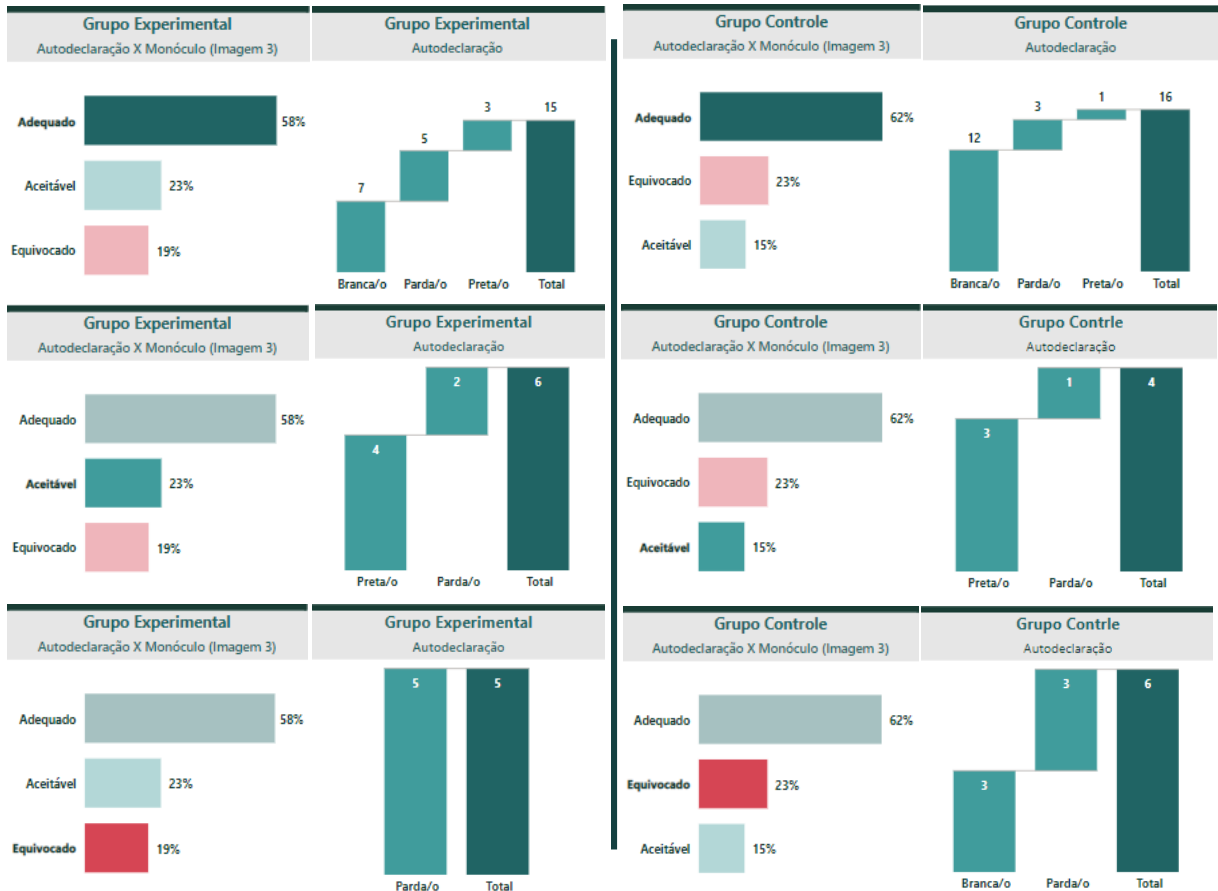 Grupo Experimental
Autodeclaração X Monóculo (Imagem 3)
Adequado
58%
Aceitável
23%
Equivocado
19%
Grupo Experimental
Autodeclaração
7
5
3
15
Branca/o Parda/o Preta/o Total
Grupo Controle
Autodeclaração X Monóculo (Imagem 3)
Adequado
62%
Equivocado
23%
Aceitável
15%
Grupo Controle
Autodeclaração
12
3
1
16
Branca/o Parda/o Preta/o Total
Grupo Experimental
Autodeclaração X Monóculo (Imagem 3)
Adequado
58%
Aceitável
23%
Equivocado
19%
Grupo Experimental
Autodeclaração
4
2
6
Preta/o Parda/o Total
Grupo Controle
Autodeclaração X Monóculo (Imagem 3)
Adequado
62%
Equivocado
23%
Aceitável
15%
Grupo Contrle
Autodeclaração
3
1
4
Preta/o Parda/o Total
Grupo Experimental
Autodeclaração X Monóculo (Imagem 3)
Adequado
58%
Aceitável
23%
Equivocado
19%
Grupo Experimental
Autodeclaração
5
5
Parda/o Total
Grupo Controle
Autodeclaração X Monóculo (Imagem 3)
Adequado
62%
Equivocado
23%
Aceitável
15%
Grupo Contrle
Autodeclaração
3
3
6
Branca/o Parda/o Total